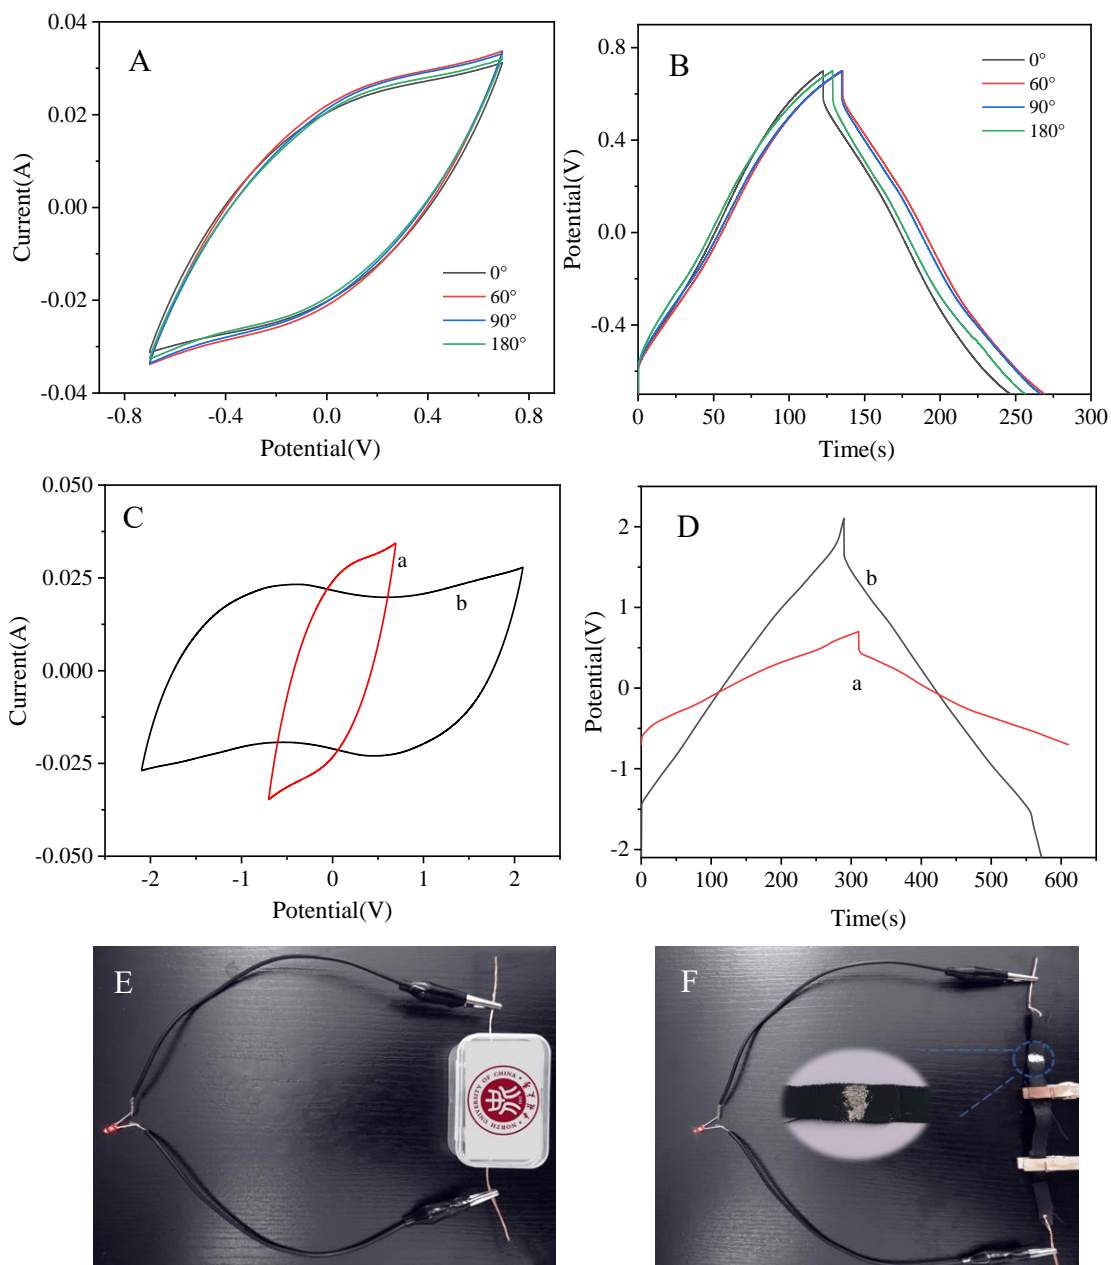 A
0.04
0.02
0.00
-0.02
-0.04
Current(A)
-0.8
-0.4
0.0
0.4
0.8
Potential(V)
0°
60°
90°
180°
B
0.8
0.4
0.0
-0.4
Potential(V)
0
50
100
150
200
250
300
Time(s)
0°
60°
90°
180°
C
0.050
0.025
0.000
-0.025
-0.050
Current(A)
-2
-1
0
1
2
Potential(V)
a
b
D
2
1
0
-1
-2
Potential(V)
0
100
200
300
400
500
600
Time(s)
b
a
E
NORTH UNIVERSITY OF CHINA
F